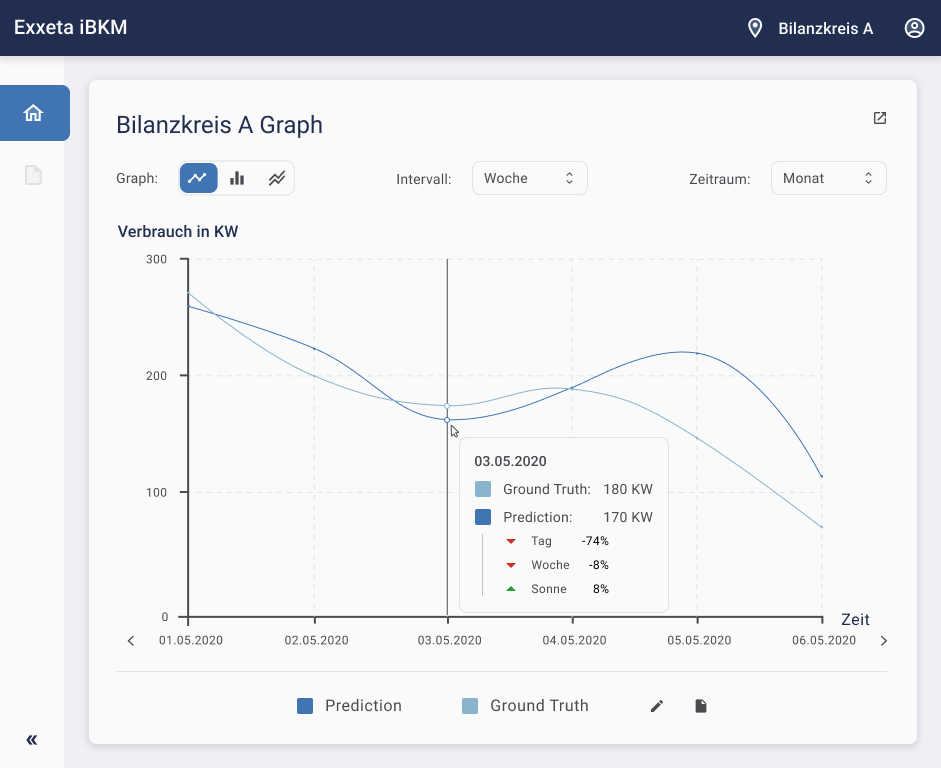 Exxeta iBKM
Bilanzkreis A
Bilanzkreis A Graph
Graph:
Intervall:
Woche
Zeitraum:
Monat
Verbrauch in KW
300
200
100
0
03.05.2020
Ground Truth: 180 KW
Prediction: 170 KW
Tag -74%
Woche -8%
Sonne 8%
Zeit
01.05.2020 02.05.2020 03.05.2020 04.05.2020 05.05.2020 06.05.2020
Prediction
Ground Truth